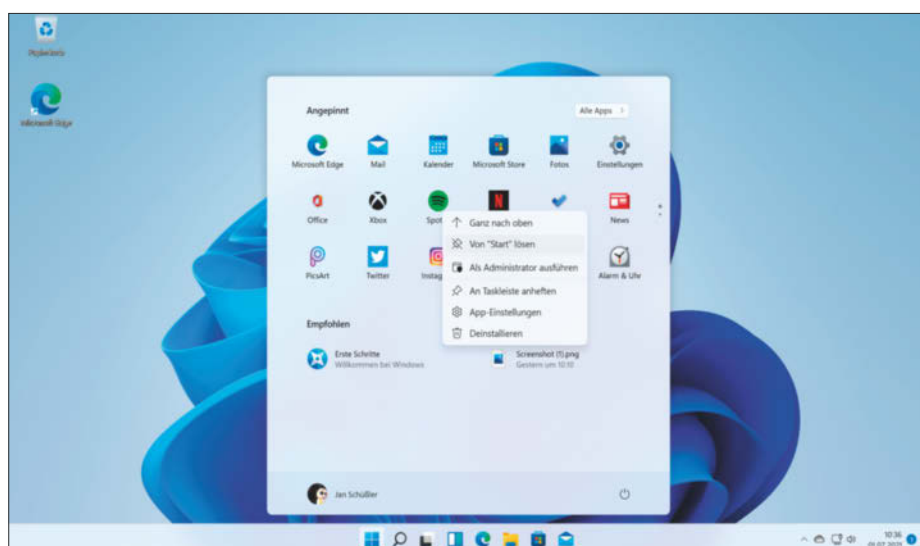 Microsoft Edge
Angepinnt
Alle Apps
Microsoft Edge
Mail
Kalender
Microsoft Store
Fotos
Einstellungen
Office
Xbox
News
PicsArt
Twitter
Alarm & Uhr
Ganz nach oben
Von "Start" lösen
Als Administrator ausführen
An Taskleiste anheften
App-Einstellungen
Deinstallieren
Empfohlen
Erste Schritte
Willkommen bei Windows
Screenshot (1).png
Gestern um 10:10
Jan Schüßler
10:36